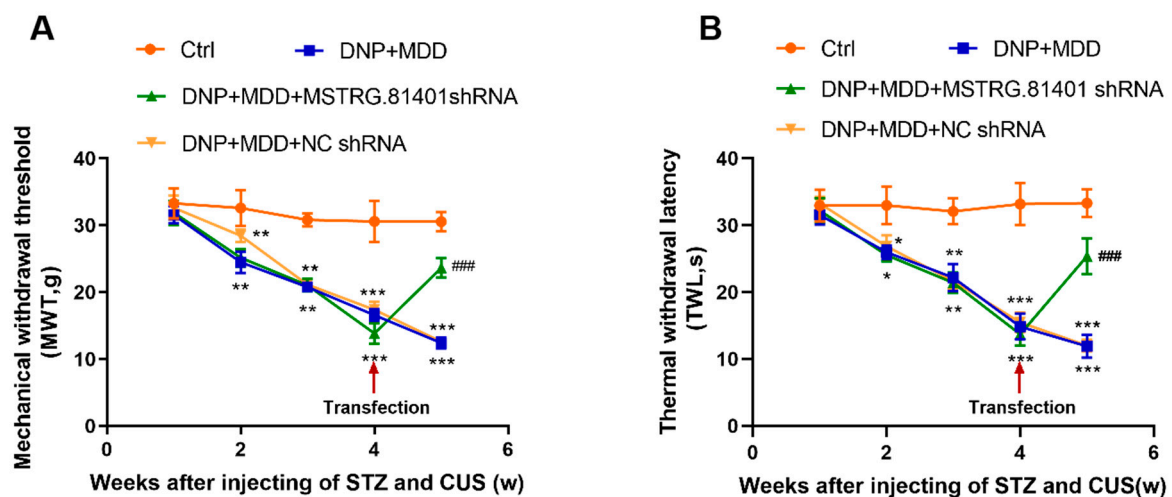 A
Ctrl
DNP+MDD
DNP+MDD+MSTRG.81401shRNA
DNP+MDD+NC shRNA
Mechanical withdrawal threshold
(MWT,g)
40
30
20
10
0
**
**
**
**
***
***
***
***
###
Transfection
0
2
4
6
Weeks after injecting of STZ and CUS (w)
B
Ctrl
DNP+MDD
DNP+MDD+MSTRG.81401 shRNA
DNP+MDD+NC shRNA
Thermal withdrawal latency
(TWL,s)
40
30
20
10
0
*
*
**
**
***
***
***
***
###
Transfection
0
2
4
6
Weeks after injecting of STZ and CUS(w)